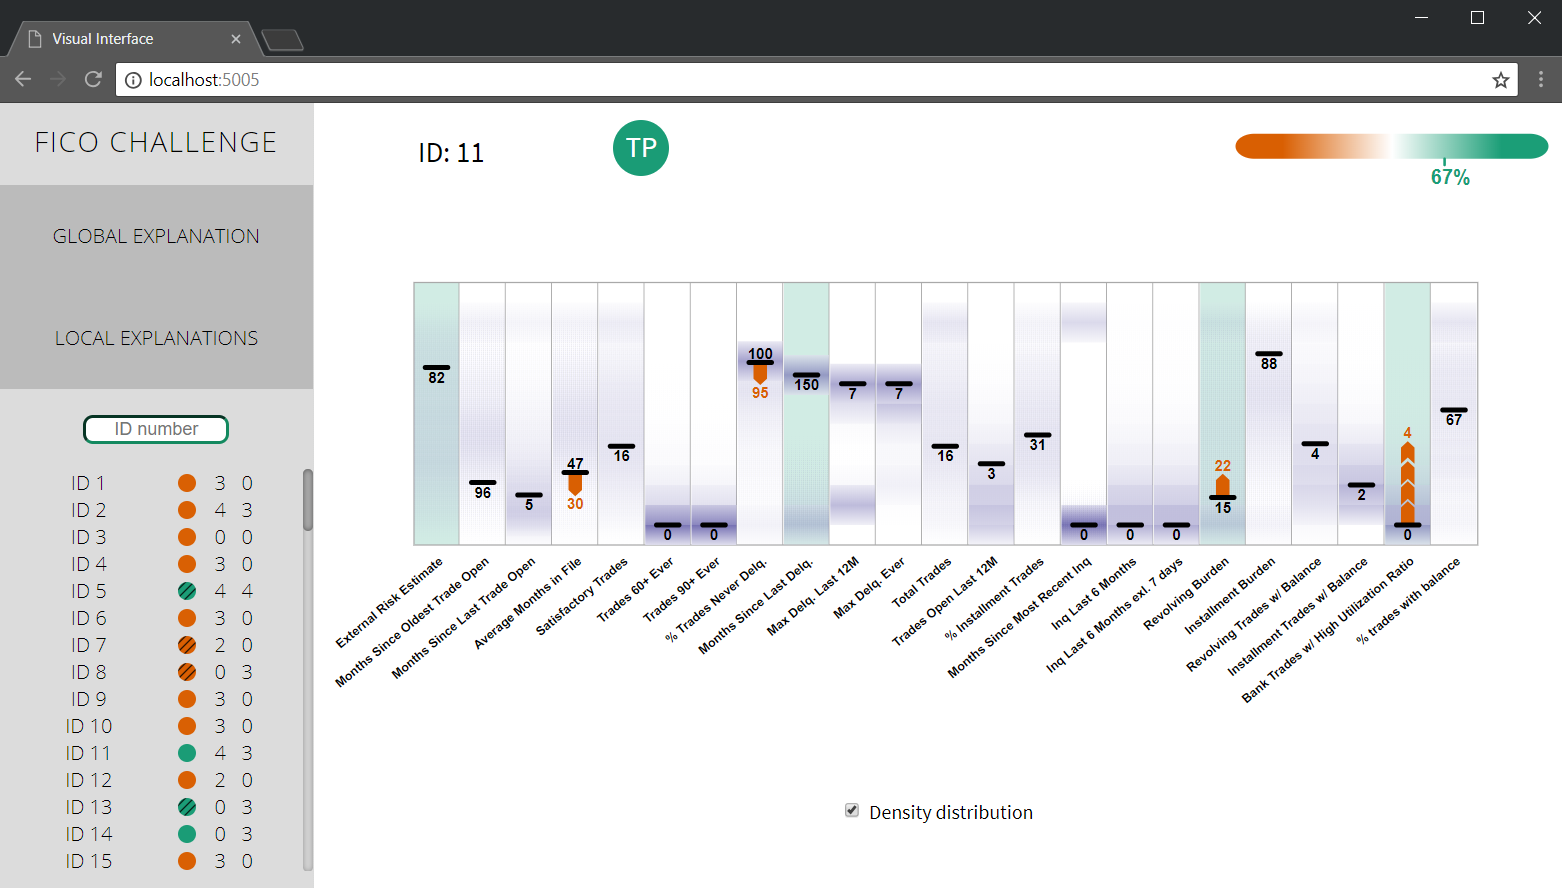 Visual Interface
localhost:5005
FICO CHALLENGE
GLOBAL EXPLANATION
LOCAL EXPLANATIONS
ID number
ID 1 3 0
ID 2 4 3
ID 3 0 0
ID 4 3 0
ID 5 4 4
ID 6 3 0
ID 7 2 0
ID 8 0 3
ID 9 3 0
ID 10 3 0
ID 11 4 3
ID 12 2 0
ID 13 0 3
ID 14 0 3
ID 15 3 0
ID: 11
TP
67%
82
96
5
47
30
16
0
0
100
95
150
7
7
16
3
31
0
0
0
22
15
88
4
2
4
0
67
External Risk Estimate
Months Since Oldest Trade Open
Months Since Last Trade Open
Average Months in File
Satisfactory Trades
Trades 60+ Ever
Trades 90+ Ever
% Trades Never Delq.
Months Since Last Delq.
Max Delq. Last 12M
Max Delq. Ever
Total Trades
Trades Open Last 12M
% Installment Trades
Months Since Most Recent Inq
Inq Last 6 Months
Inq Last 6 Months exl. 7 days
Revolving Burden
Installment Burden
Revolving Trades w/ Balance
Installment Trades w/ Balance
Bank Trades w/ High Utilization Ratio
% trades with balance
Density distribution